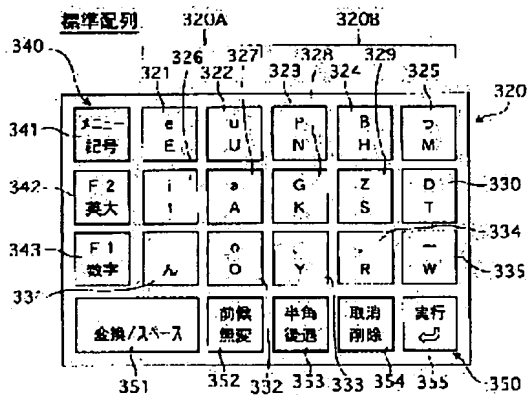 標準配列
320A 320B
321 326 322 327 323 328 324 329 325
340 320
341 メニー e u P B っ
記号 E U N H M
342 F2 i a G Z D 330
英大 I A K S T
343 F1 o 、 。 ー 334
数字 ん O Y R W 335
変換/スペース 前候 半角 取消 実行
無変 後退 削除
351 352 332 353 333 354 355 350